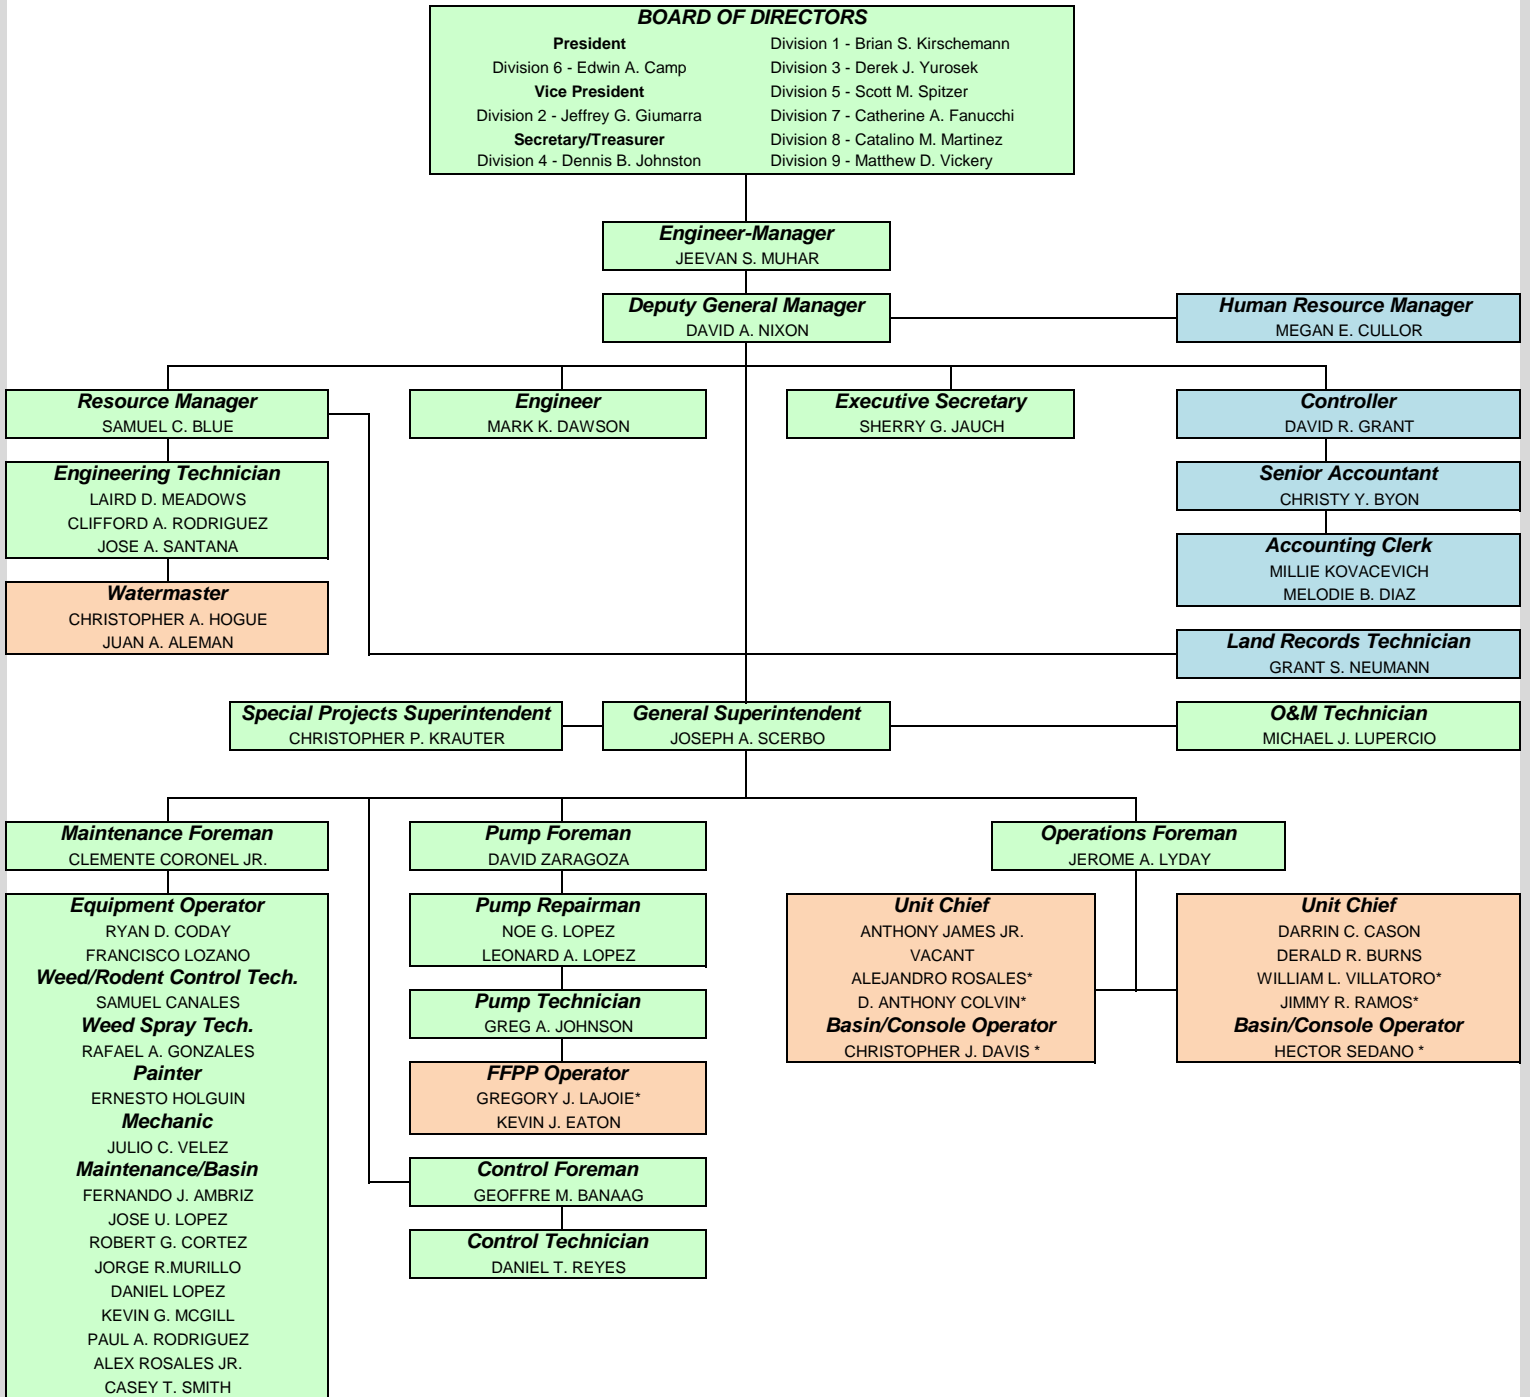 BOARD OF DIRECTORS
President
Division 6 - Edwin A. Camp
Vice President
Division 2 - Jeffrey G. Giumarra
Secretary/Treasurer
Division 4 - Dennis B. Johnston
Division 1 - Brian S. Kirschemann
Division 3 - Derek J. Yurosek
Division 5 - Scott M. Spitzer
Division 7 - Catherine A. Fanucchi
Division 8 - Catalino M. Martinez
Division 9 - Matthew D. Vickery
Engineer-Manager
JEEVAN S. MUHAR
Deputy General Manager
DAVID A. NIXON
Human Resource Manager
MEGAN E. CULLOR
Resource Manager
SAMUEL C. BLUE
Engineer
MARK K. DAWSON
Executive Secretary
SHERRY G. JAUCH
Controller
DAVID R. GRANT
Engineering Technician
LAIRD D. MEADOWS
CLIFFORD A. RODRIGUEZ
JOSE A. SANTANA
Senior Accountant
CHRISTY Y. BYON
Accounting Clerk
MILLIE KOVACEVICH
MELODIE B. DIAZ
Watermaster
CHRISTOPHER A. HOGUE
JUAN A. ALEMAN
Land Records Technician
GRANT S. NEUMANN
Special Projects Superintendent
CHRISTOPHER P. KRAUTER
General Superintendent
JOSEPH A. SCERBO
O&M Technician
MICHAEL J. LUPERCIO
Maintenance Foreman
CLEMENTE CORONEL JR.
Pump Foreman
DAVID ZARAGOZA
Operations Foreman
JEROME A. LYDAY
Equipment Operator
RYAN D. CODAY
FRANCISCO LOZANO
Weed/Rodent Control Tech.
SAMUEL CANALES
Weed Spray Tech.
RAFAEL A. GONZALES
Painter
ERNESTO HOLGUIN
Mechanic
JULIO C. VELEZ
Maintenance/Basin
FERNANDO J. AMBRIZ
JOSE U. LOPEZ
ROBERT G. CORTEZ
JORGE R.MURILLO
DANIEL LOPEZ
KEVIN G. MCGILL
PAUL A. RODRIGUEZ
ALEX ROSALES JR.
CASEY T. SMITH
Pump Repairman
NOE G. LOPEZ
LEONARD A. LOPEZ
Pump Technician
GREG A. JOHNSON
FFPP Operator
GREGORY J. LAJOIE*
KEVIN J. EATON
Control Foreman
GEOFFRE M. BANAAG
Control Technician
DANIEL T. REYES
Unit Chief
ANTHONY JAMES JR.
VACANT
ALEJANDRO ROSALES*
D. ANTHONY COLVIN*
Basin/Console Operator
CHRISTOPHER J. DAVIS *
Unit Chief
DARRIN C. CASON
DERALD R. BURNS
WILLIAM L. VILLATORO*
JIMMY R. RAMOS*
Basin/Console Operator
HECTOR SEDANO *